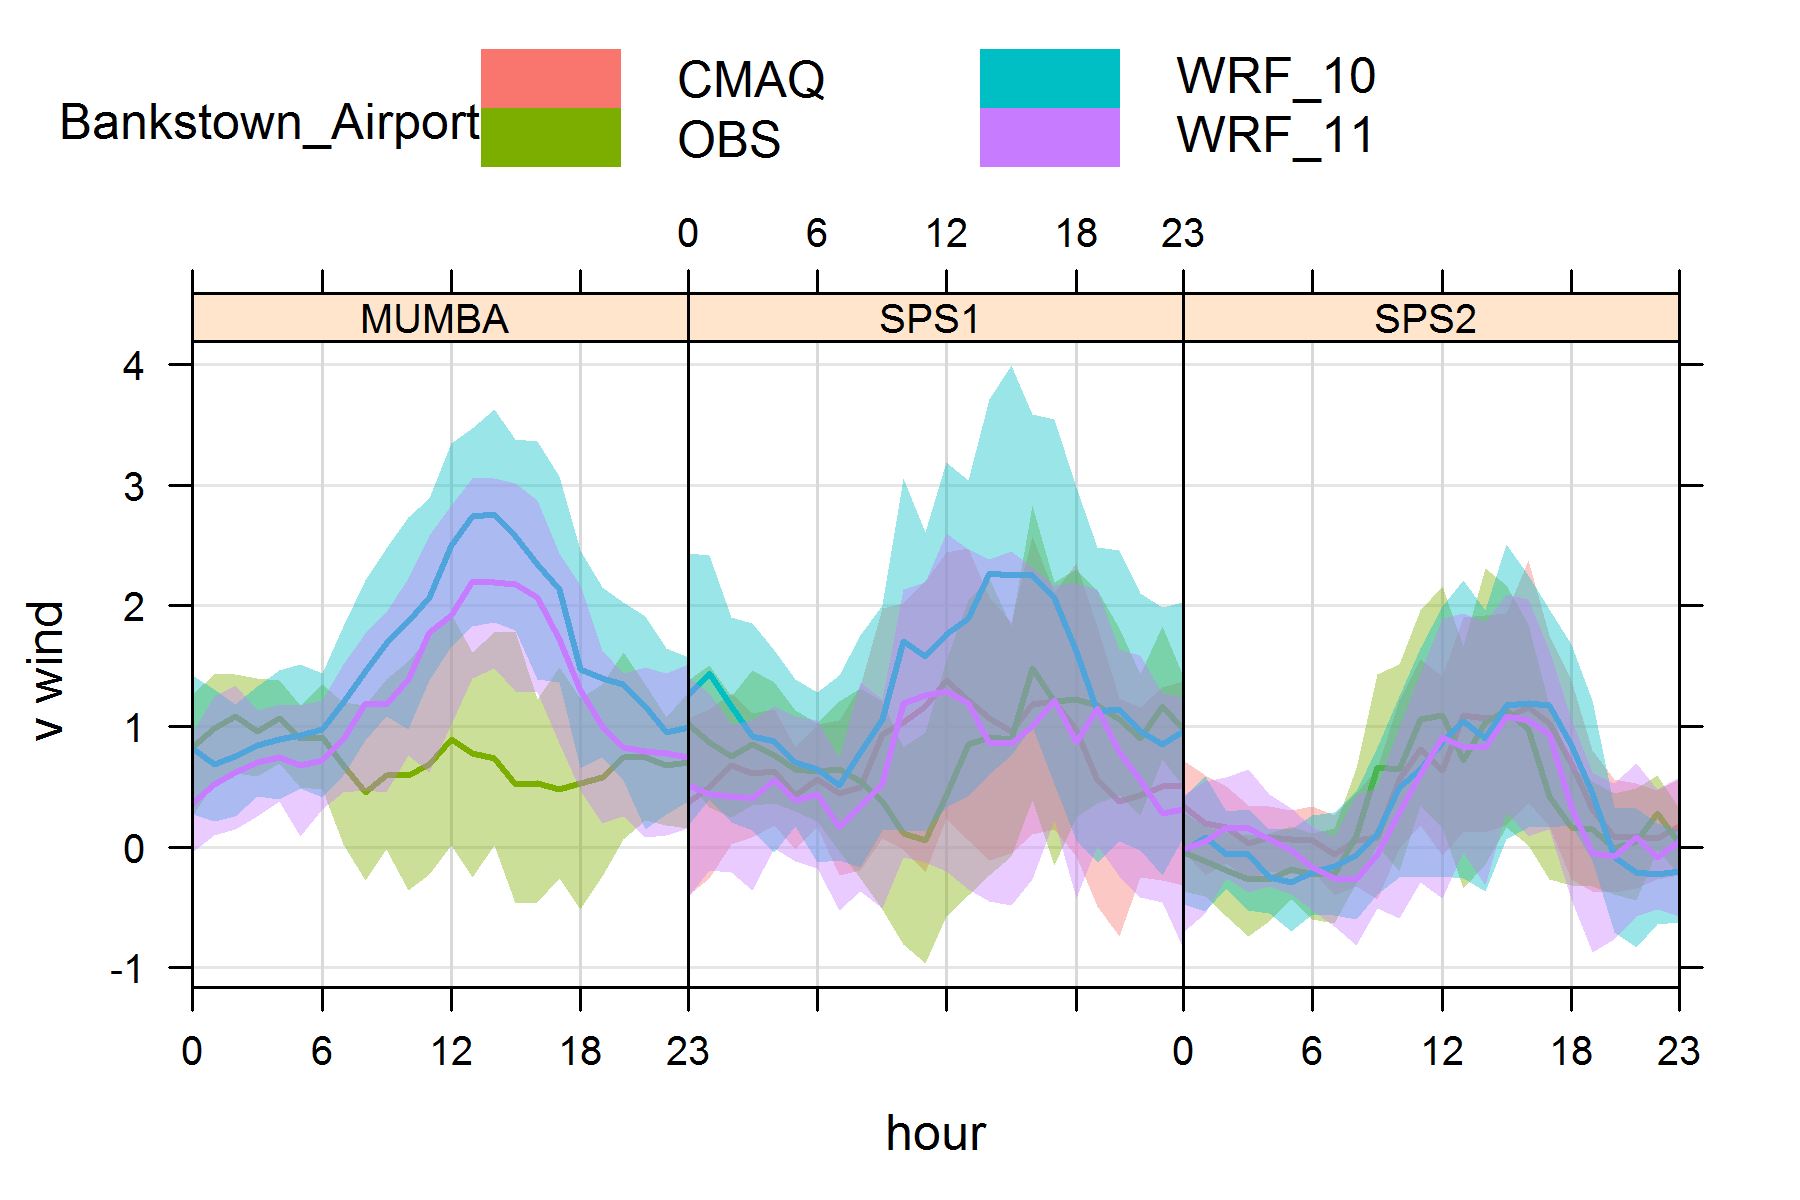 Bankstown_Airport
CMAQ WRF_10
OBS WRF_11
0 6 12 18 23
MUMBA SPS1 SPS2
4
3
2
1
0
-1
v wind
0 6 12 18 23 0 6 12 18 23
hour